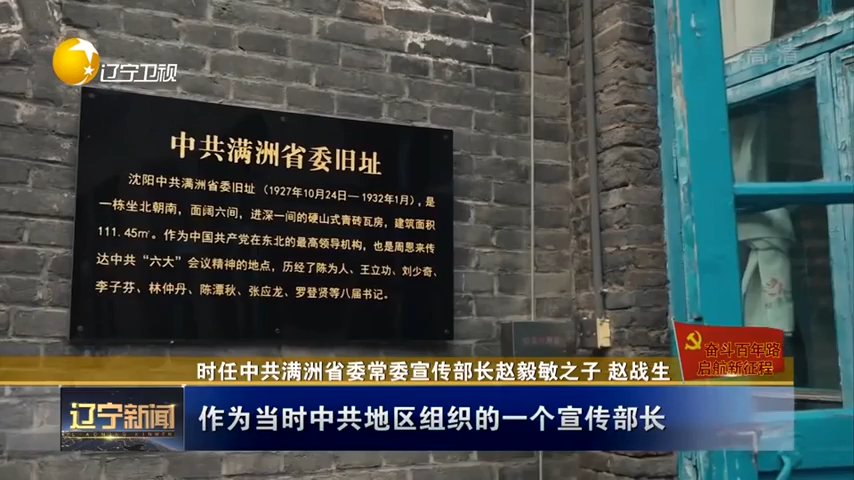 辽宁卫视
高清
中共满洲省委旧址
沈阳中共满洲省委旧址（1927年10月24日—1932年1月），是
一栋坐北朝南，面阔六间，进深一间的硬山式青砖瓦房，建筑面积
111.45㎡。作为中国共产党在东北的最高领导机构，也是周恩来传
达中共“六大”会议精神的地点，历经了陈为人、王立功、刘少奇、
李子芬、林仲丹、陈潭秋、张应龙、罗登贤等八届书记。
奋斗百年路
启航新征程
时任中共满洲省委常委宣传部长赵毅敏之子 赵战生
辽宁新闻
作为当时中共地区组织的一个宣传部长